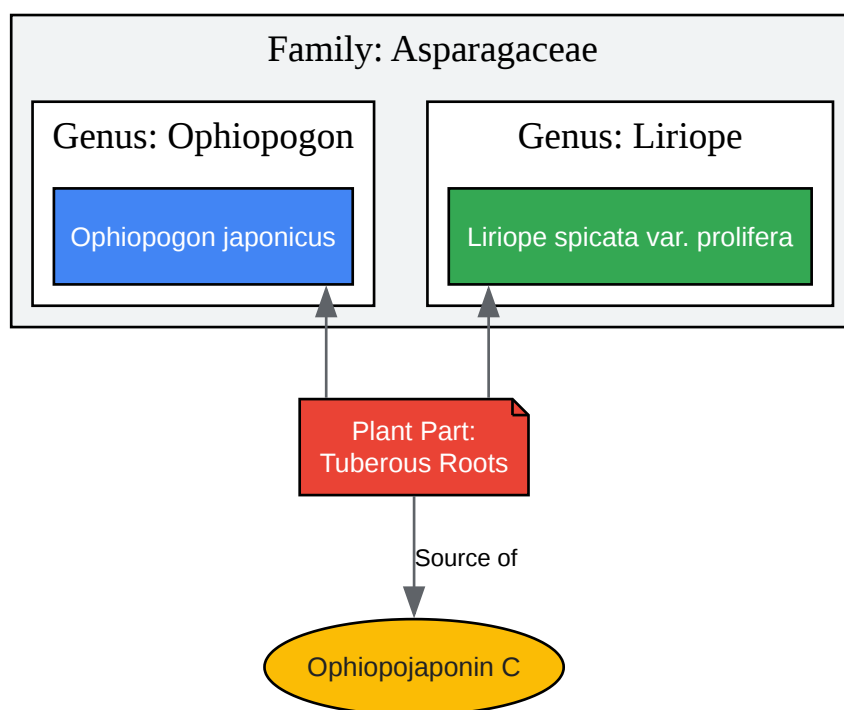 Family: Asparagaceae
Genus: Ophiopogon
Genus: Liriope
Ophiopogon japonicus
Liriope spicata var. prolifera
Plant Part:
Tuberous Roots
Source of
Ophiopojaponin C